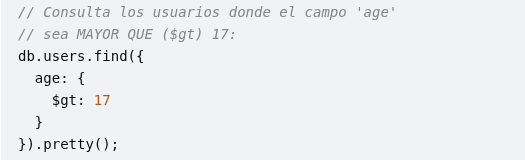 // Consulta los usuarios donde el campo 'age'
// sea MAYOR QUE ($gt) 17:
db.users.find({
  age: {
    $gt: 17
  }
}).pretty();